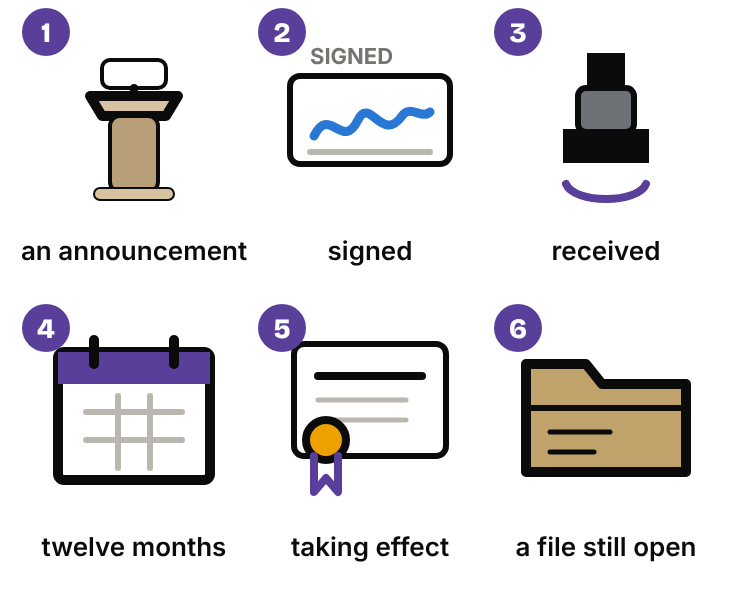 1
2
SIGNED
3
an announcement
signed
received
4
5
6
twelve months
taking effect
a file still open